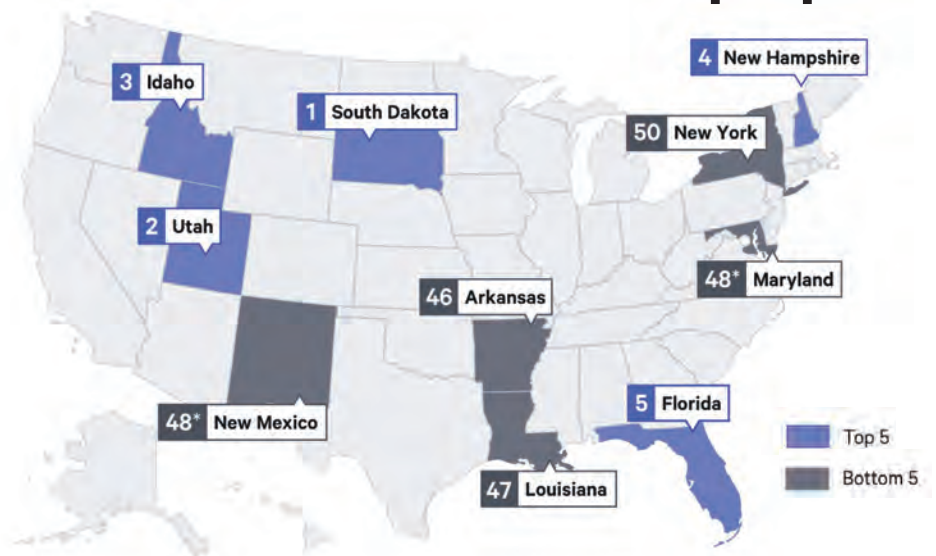 4 New Hampshire
3 Idaho
1 South Dakota
50 New York
2 Utah
48* Maryland
46 Arkansas
5 Florida
48* New Mexico
Top 5
Bottom 5
47 Louisiana